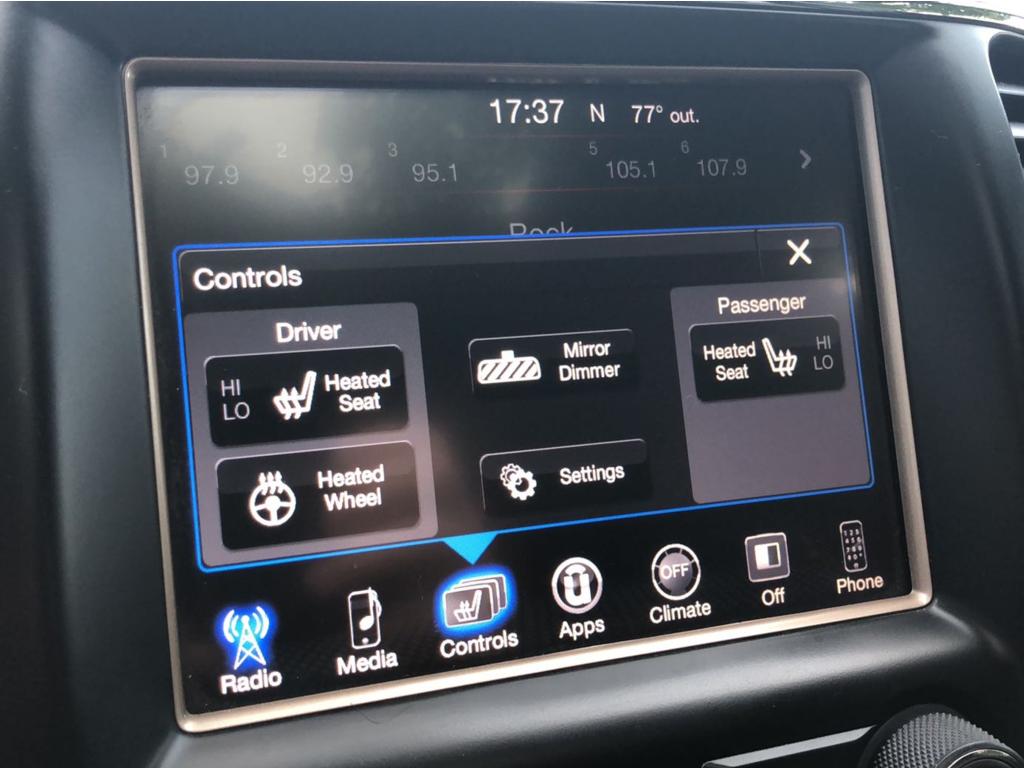 17:37 N 77° out.
1 2 3 5 6
97.9 92.9 95.1 105.1 107.9
Rock
Controls
Driver
HI
LO
Heated
Seat
Heated
Wheel
Mirror
Dimmer
Settings
Passenger
Heated
Seat
HI
LO
Radio
Media
Controls
Apps
OFF
Climate
Off
Phone